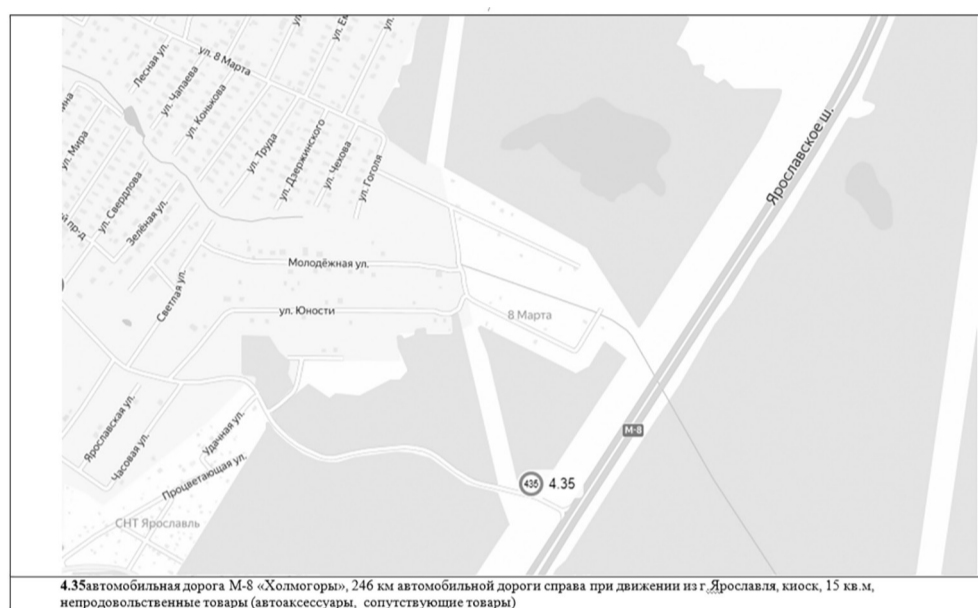 ул. 8 Марта
Лесная ул.
ул. Чапаева
ул. Конькова
ул. Мира
ул. Труда
ул. Дзержинского
ул. Чехова
ул. Гоголя
ул. Свердлова
Зелёная ул.
Ярославское ш.
Молодёжная ул.
Светлая ул.
ул. Юности
8 Марта
М-8
Ярославская ул.
Часовая ул.
Удачная ул.
Процветающая ул.
435 4.35
СНТ Ярославль
4.35автомобильная дорога М-8 «Холмогоры», 246 км автомобильной дороги справа при движении из г. Ярославля, киоск, 15 кв.м,
непродовольственные товары (автоаксессуары, сопутствующие товары)